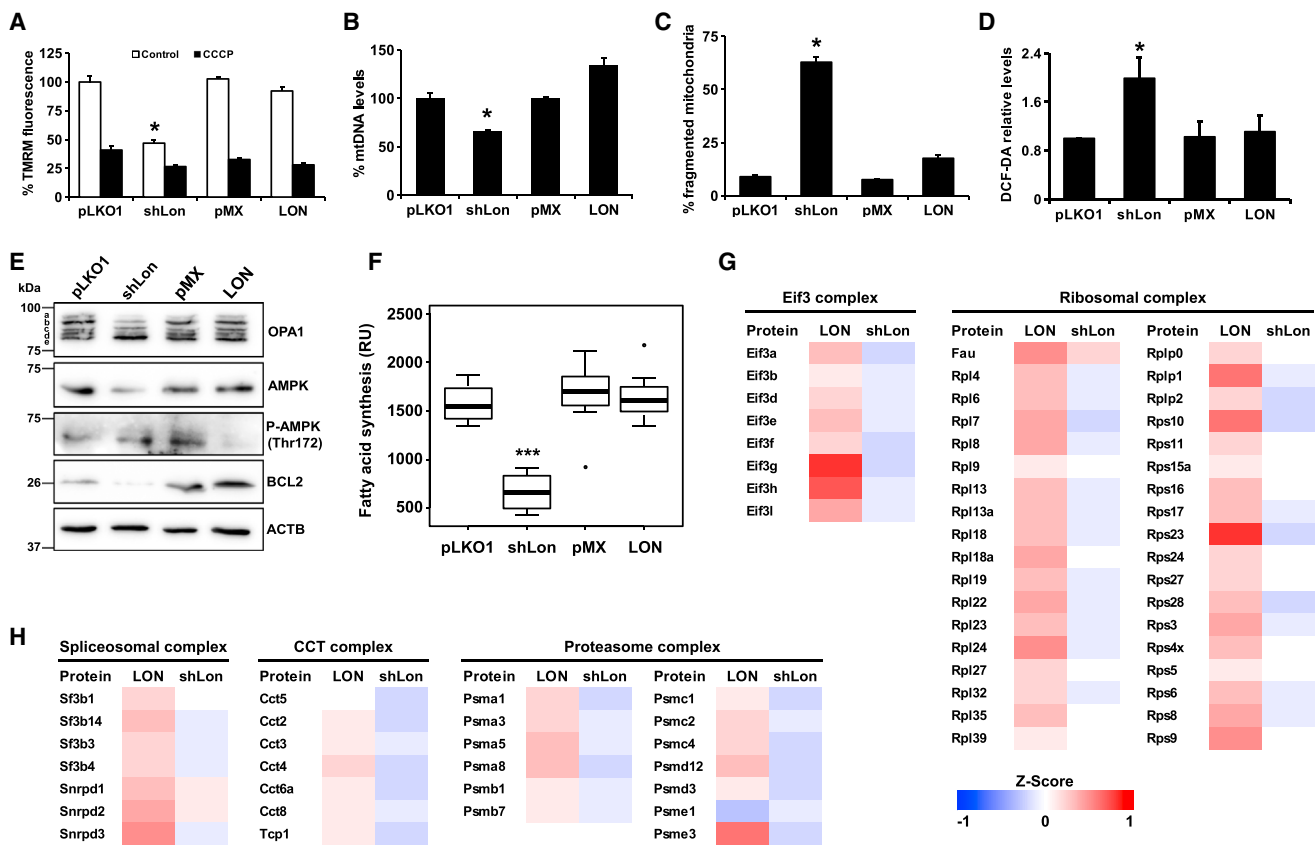 A
% TMRM fluorescence
125
100
75
50
25
0
Control
CCCP
*
pLKO1 shLon pMX LON
B
% mtDNA levels
150
100
50
0
*
pLKO1 shLon pMX LON
C
% fragmented mitochondria
75
50
25
0
*
pLKO1 shLon pMX LON
D
DCF-DA relative levels
2.4
1.6
0.8
0
*
pLKO1 shLon pMX LON
E
kDa
pLKO1 shLon pMX LON
100
a
b
c
d
e
75
OPA1
75
AMPK
75
P-AMPK
(Thr172)
26
BCL2
ACTB
37
F
Fatty acid synthesis (RU)
2500
2000
1500
1000
500
***
pLKO1 shLon pMX LON
G
Eif3 complex
Protein LON shLon
Eif3a
Eif3b
Eif3d
Eif3e
Eif3f
Eif3g
Eif3h
Eif3l
Ribosomal complex
Protein LON shLon
Fau
Rpl4
Rpl6
Rpl7
Rpl8
Rpl9
Rpl13
Rpl13a
Rpl18
Rpl18a
Rpl19
Rpl22
Rpl23
Rpl24
Rpl27
Rpl32
Rpl35
Rpl39
Protein LON shLon
Rplp0
Rplp1
Rplp2
Rps10
Rps11
Rps15a
Rps16
Rps17
Rps23
Rps24
Rps27
Rps28
Rps3
Rps4x
Rps5
Rps6
Rps8
Rps9
H
Spliceosomal complex
Protein LON shLon
Sf3b1
Sf3b14
Sf3b3
Sf3b4
Snrpd1
Snrpd2
Snrpd3
CCT complex
Protein LON shLon
Cct5
Cct2
Cct3
Cct4
Cct6a
Cct8
Tcp1
Proteasome complex
Protein LON shLon
Psma1
Psma3
Psma5
Psma8
Psmb1
Psmb7
Protein LON shLon
Psmc1
Psmc2
Psmc4
Psmd12
Psmd3
Psme1
Psme3
Z-Score
-1 0 1